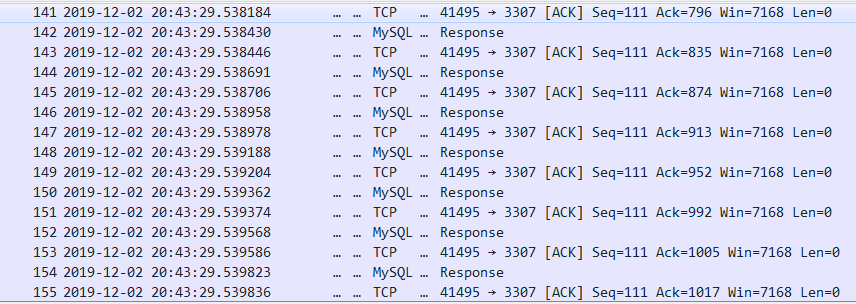 141 2019-12-02 20:43:29.538184 … … TCP … 41495 → 3307 [ACK] Seq=111 Ack=796 Win=7168 Len=0
142 2019-12-02 20:43:29.538430 … … MySQL … Response
143 2019-12-02 20:43:29.538446 … … TCP … 41495 → 3307 [ACK] Seq=111 Ack=835 Win=7168 Len=0
144 2019-12-02 20:43:29.538691 … … MySQL … Response
145 2019-12-02 20:43:29.538706 … … TCP … 41495 → 3307 [ACK] Seq=111 Ack=874 Win=7168 Len=0
146 2019-12-02 20:43:29.538958 … … MySQL … Response
147 2019-12-02 20:43:29.538978 … … TCP … 41495 → 3307 [ACK] Seq=111 Ack=913 Win=7168 Len=0
148 2019-12-02 20:43:29.539188 … … MySQL … Response
149 2019-12-02 20:43:29.539204 … … TCP … 41495 → 3307 [ACK] Seq=111 Ack=952 Win=7168 Len=0
150 2019-12-02 20:43:29.539362 … … MySQL … Response
151 2019-12-02 20:43:29.539374 … … TCP … 41495 → 3307 [ACK] Seq=111 Ack=992 Win=7168 Len=0
152 2019-12-02 20:43:29.539568 … … MySQL … Response
153 2019-12-02 20:43:29.539586 … … TCP … 41495 → 3307 [ACK] Seq=111 Ack=1005 Win=7168 Len=0
154 2019-12-02 20:43:29.539823 … … MySQL … Response
155 2019-12-02 20:43:29.539836 … … TCP … 41495 → 3307 [ACK] Seq=111 Ack=1017 Win=7168 Len=0